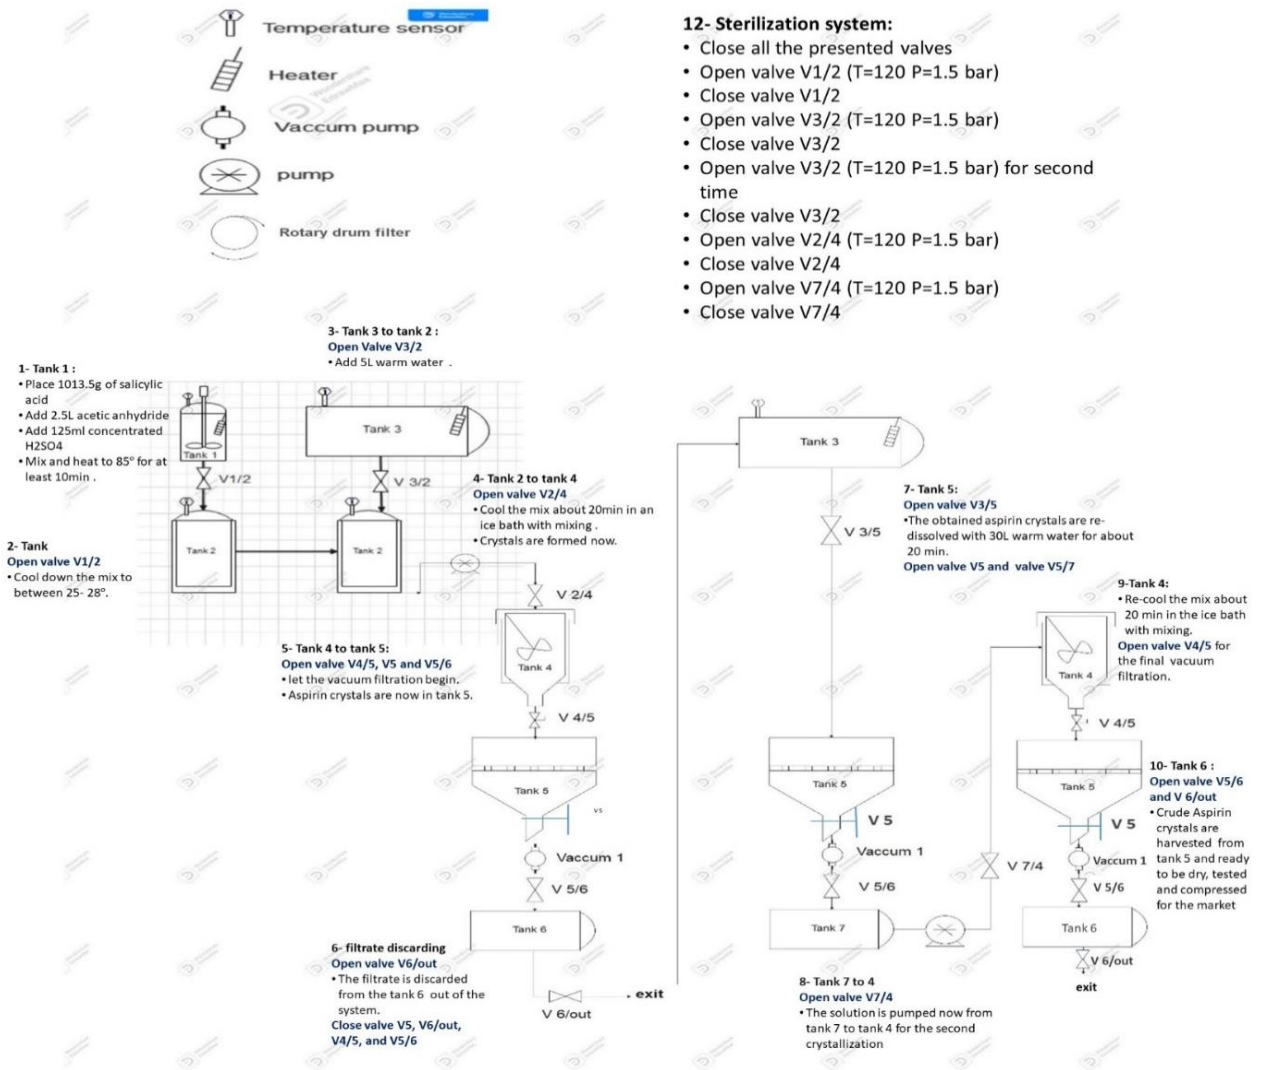 Temperature sensor
Heater
Vaccum pump
pump
Rotary drum filter
12- Sterilization system:
• Close all the presented valves
• Open valve V1/2 (T=120 P=1.5 bar)
• Close valve V1/2
• Open valve V3/2 (T=120 P=1.5 bar)
• Close valve V3/2
• Open valve V3/2 (T=120 P=1.5 bar) for second
time
• Close valve V3/2
• Open valve V2/4 (T=120 P=1.5 bar)
• Close valve V2/4
• Open valve V7/4 (T=120 P=1.5 bar)
• Close valve V7/4
1- Tank 1 :
• Place 1013.5g of salicylic
acid
• Add 2.5L acetic anhydride
• Add 125ml concentrated
H2SO4
• Mix and heat to 85° for at
least 10min .
Tank 1
V1/2
2- Tank
Open valve V1/2
• Cool down the mix to
between 25- 28°.
Tank 2
3- Tank 3 to tank 2 :
Open Valve V3/2
• Add 5L warm water .
Tank 3
V 3/2
Tank 2
4- Tank 2 to tank 4
Open valve V2/4
• Cool the mix about 20min in an
ice bath with mixing .
• Crystals are formed now.
V 2/4
Tank 4
5- Tank 4 to tank 5:
Open valve V4/5, V5 and V5/6
• let the vacuum filtration begin.
• Aspirin crystals are now in tank 5.
V 4/5
Tank 5
vs
Vaccum 1
V 5/6
Tank 6
6- filtrate discarding
Open valve V6/out
• The filtrate is discarded
from the tank 6 out of the
system.
Close valve V5, V6/out,
V4/5, and V5/6
V 6/out
exit
Tank 3
V 3/5
7- Tank 5:
Open valve V3/5
•The obtained aspirin crystals are re-
dissolved with 30L warm water for about
20 min.
Open valve V5 and valve V5/7
Tank 5
V 5
Vaccum 1
V 5/6
Tank 7
8- Tank 7 to 4
Open valve V7/4
• The solution is pumped now from
tank 7 to tank 4 for the second
crystallization
V 7/4
9-Tank 4:
• Re-cool the mix about
20 min in the ice bath
with mixing.
Open valve V4/5 for
the final vacuum
filtration.
Tank 4
V 4/5
Tank 5
V 5
Vaccum 1
V 5/6
Tank 6
V 6/out
exit
10- Tank 6 :
Open valve V5/6
and V 6/out
• Crude Aspirin
crystals are
harvested from
tank 5 and ready
to be dry, tested
and compressed
for the market
Wondershare
EdrawMax